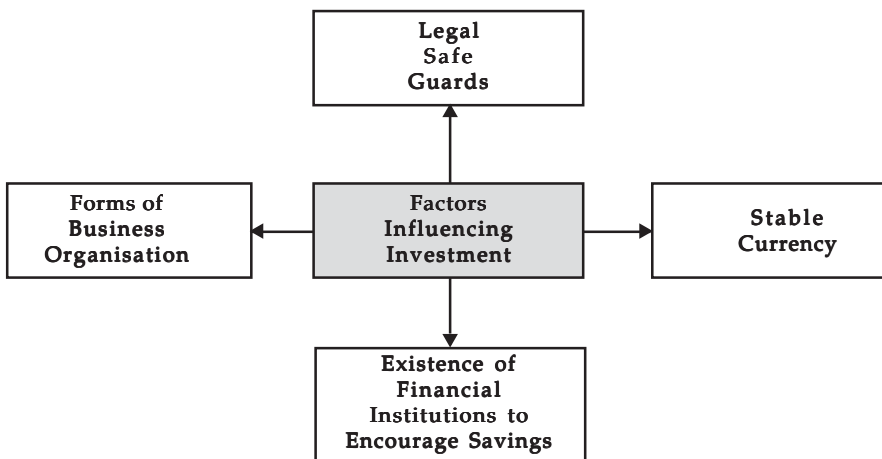 Legal
Safe
Guards
Forms of
Business
Organisation
Factors
Influencing
Investment
Stable
Currency
Existence of
Financial
Institutions to
Encourage Savings